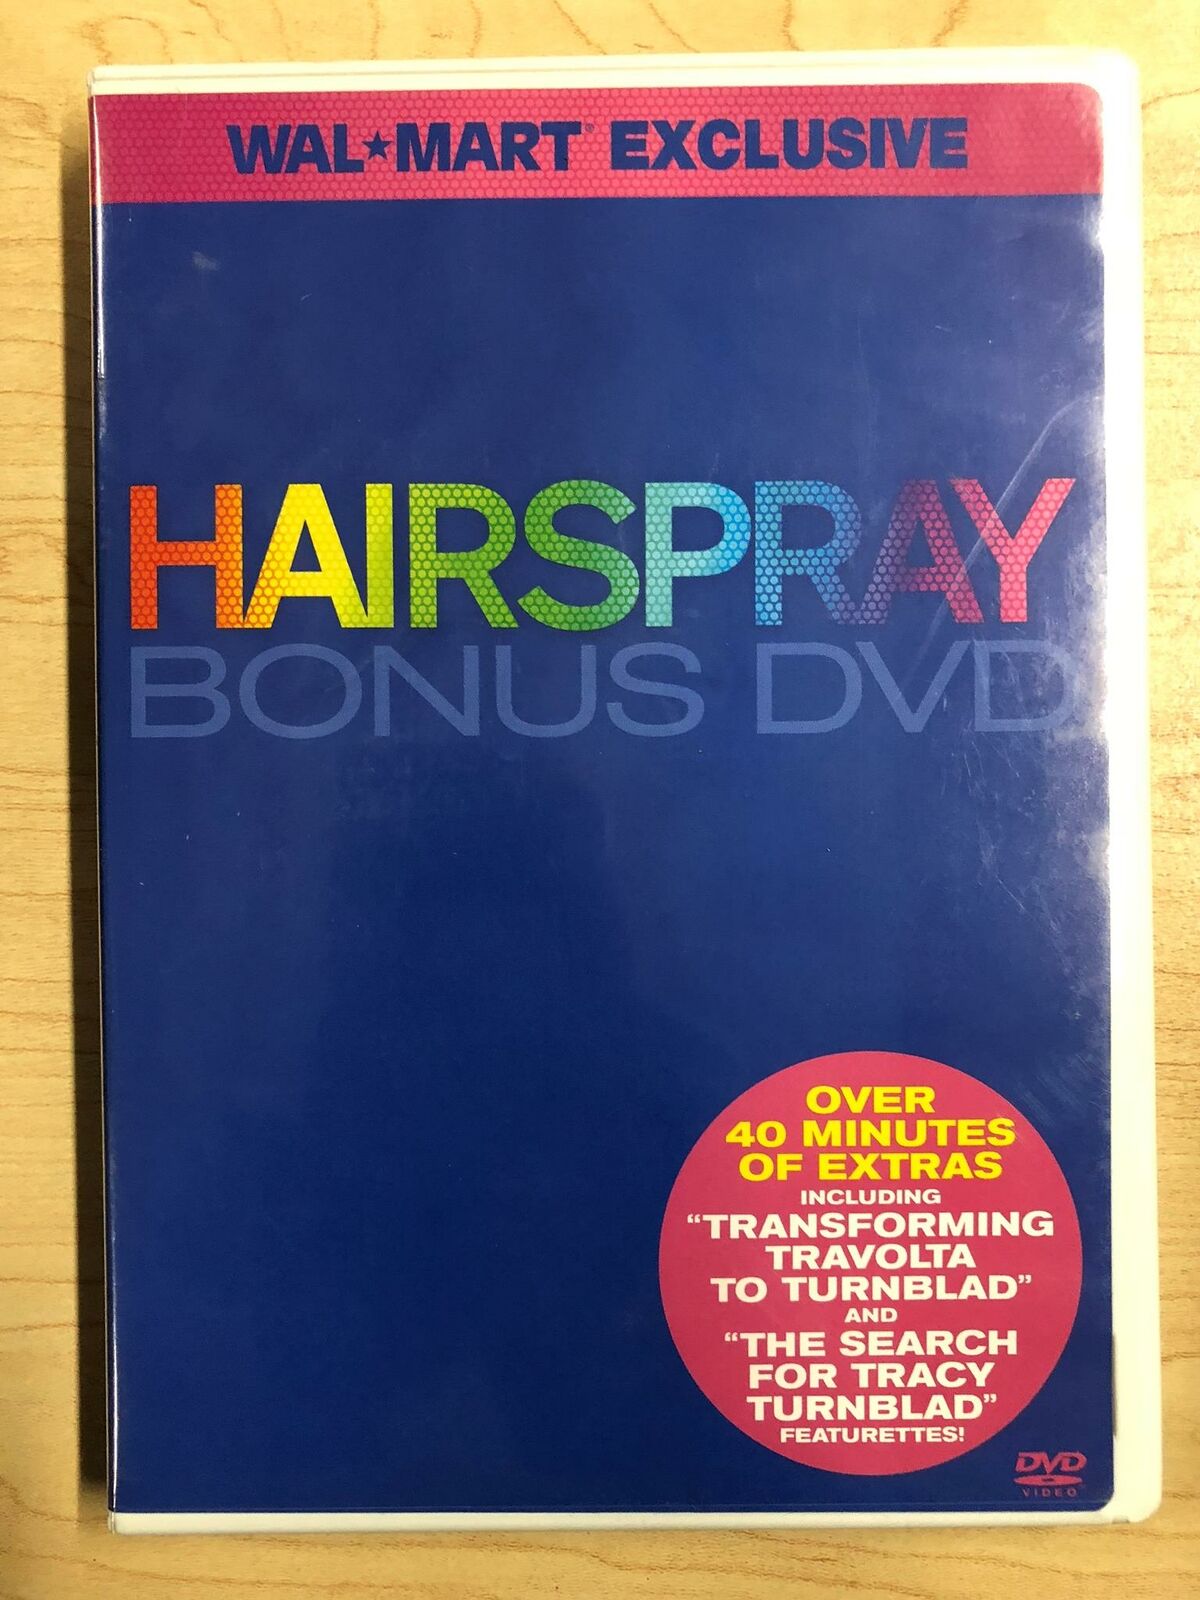 WAL★MART® EXCLUSIVE
HAIRSPRAY
BONUS DVD
OVER
40 MINUTES
OF EXTRAS
INCLUDING
“TRANSFORMING
TRAVOLTA
TO TURNBLAD”
AND
“THE SEARCH
FOR TRACY
TURNBLAD”
FEATURETTES!
DVD
VIDEO